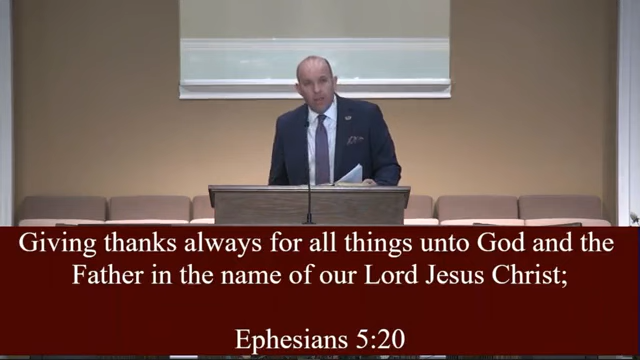 Giving thanks always for all things unto God and the
Father in the name of our Lord Jesus Christ;
Ephesians 5:20